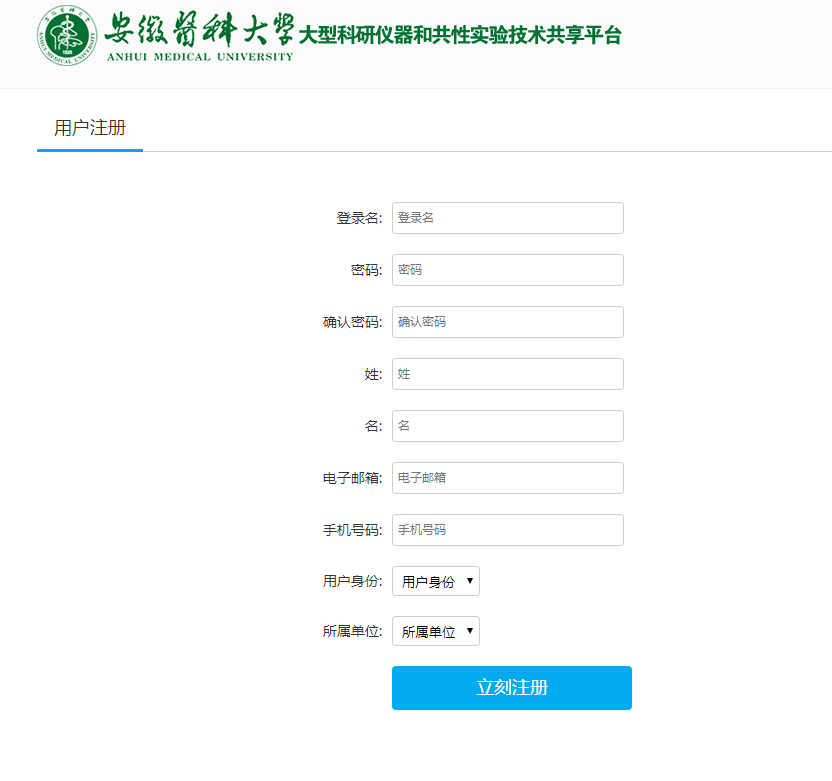 安徽醫科大學 大型科研仪器和共性实验技术共享平台
ANHUI MEDICAL UNIVERSITY
用户注册
登录名: 登录名
密码: 密码
确认密码: 确认密码
姓: 姓
名: 名
电子邮箱: 电子邮箱
手机号码: 手机号码
用户身份: 用户身份
所属单位: 所属单位
立刻注册